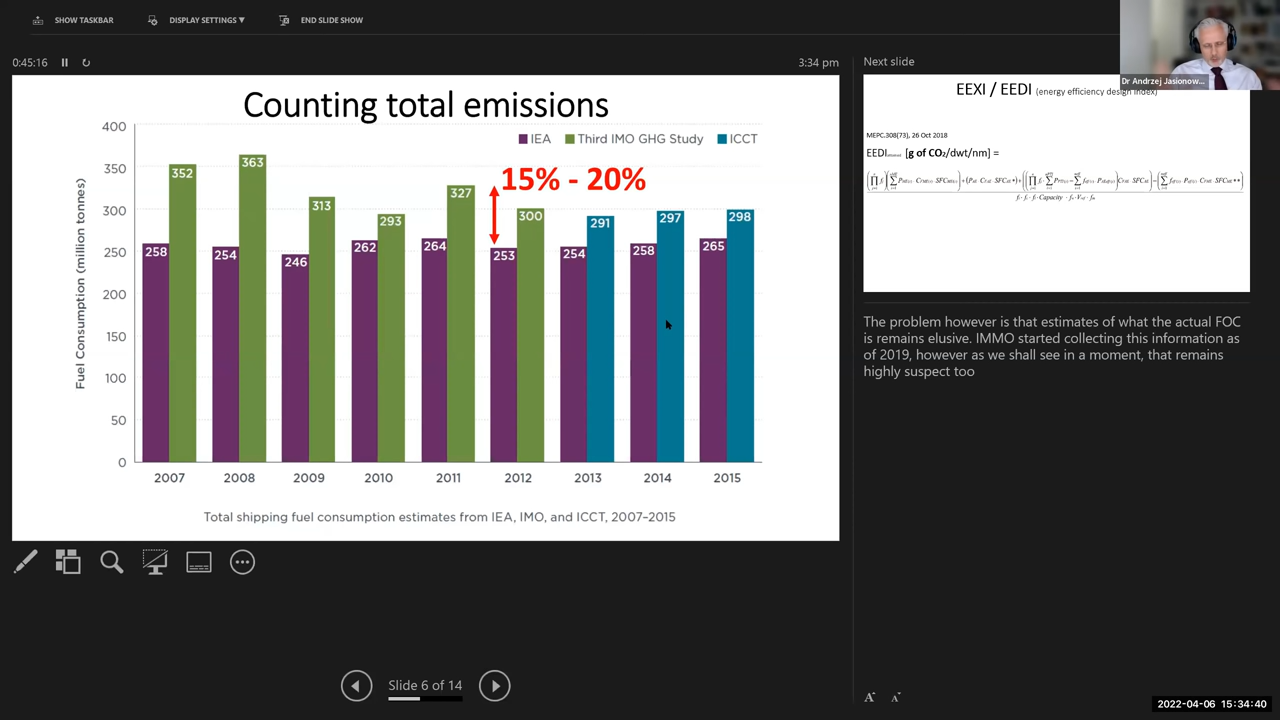 SHOW TASKBAR
DISPLAY SETTINGS ▼
END SLIDE SHOW
0:45:16
3:34 pm
Counting total emissions
IEA
Third IMO GHG Study
ICCT
Fuel Consumption (million tonnes)
400
350
300
250
200
150
100
50
0
15% - 20%
258
352
254
363
246
313
262
293
264
327
253
300
254
291
258
297
265
298
2007
2008
2009
2010
2011
2012
2013
2014
2015
Total shipping fuel consumption estimates from IEA, IMO, and ICCT, 2007–2015
Slide 6 of 14
Dr Andrzej Jasionow...
Next slide
EEXI / EEDI (energy efficiency design index)
MEPC.308(73), 26 Oct 2018
[g of CO₂/dwt/nm] =
The problem however is that estimates of what the actual FOC
is remains elusive. IMMO started collecting this information as
of 2019, however as we shall see in a moment, that remains
highly suspect too
2022-04-06 15:34:40